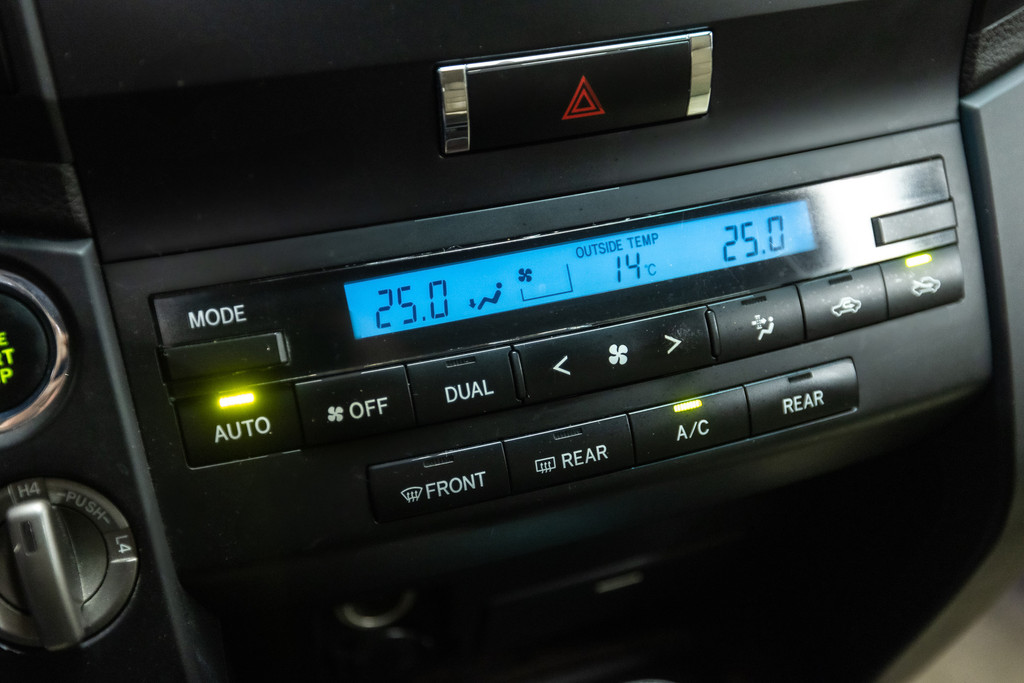 OUTSIDE TEMP
25.0 14°C 25.0
MODE
AUTO
OFF
DUAL
< >
FRONT
REAR
A/C
REAR
H4
PUSH
L4